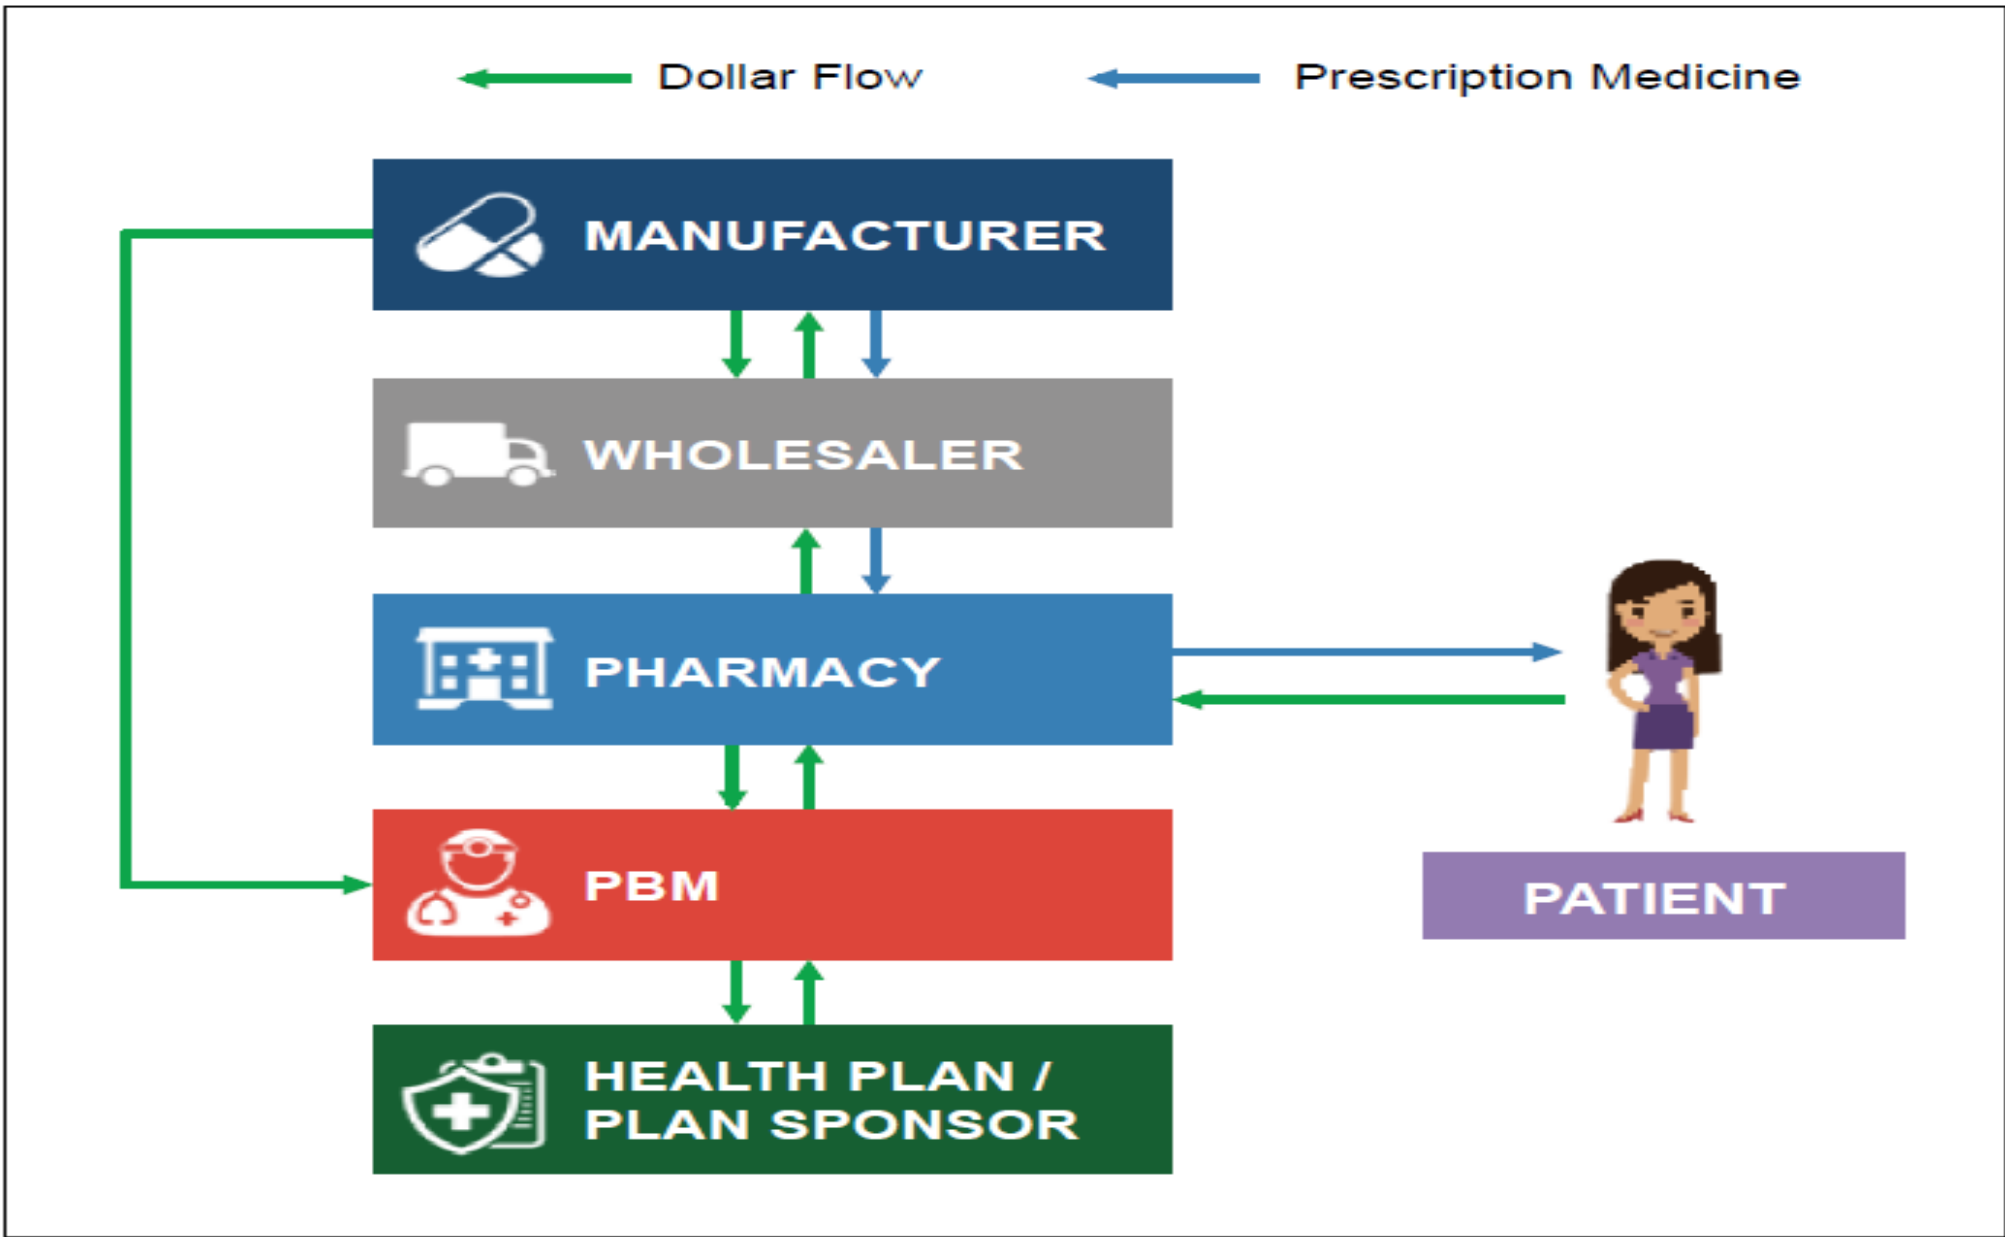 Dollar Flow
Prescription Medicine
MANUFACTURER
WHOLESALER
PHARMACY
PBM
PATIENT
HEALTH PLAN /
PLAN SPONSOR